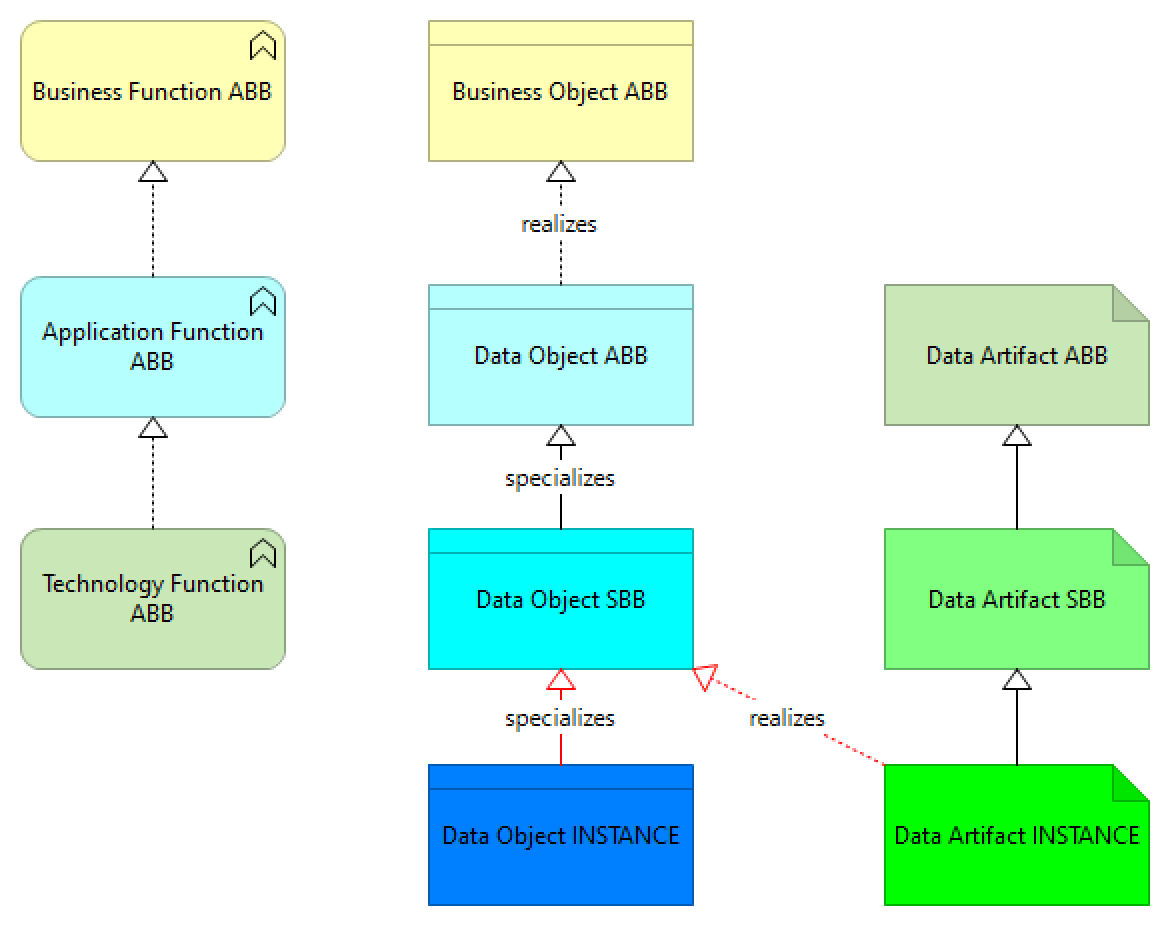 Business Function ABB
Business Object ABB
realizes
Application Function
ABB
Data Object ABB
Data Artifact ABB
specializes
Technology Function
ABB
Data Object SBB
Data Artifact SBB
specializes
realizes
Data Object INSTANCE
Data Artifact INSTANCE